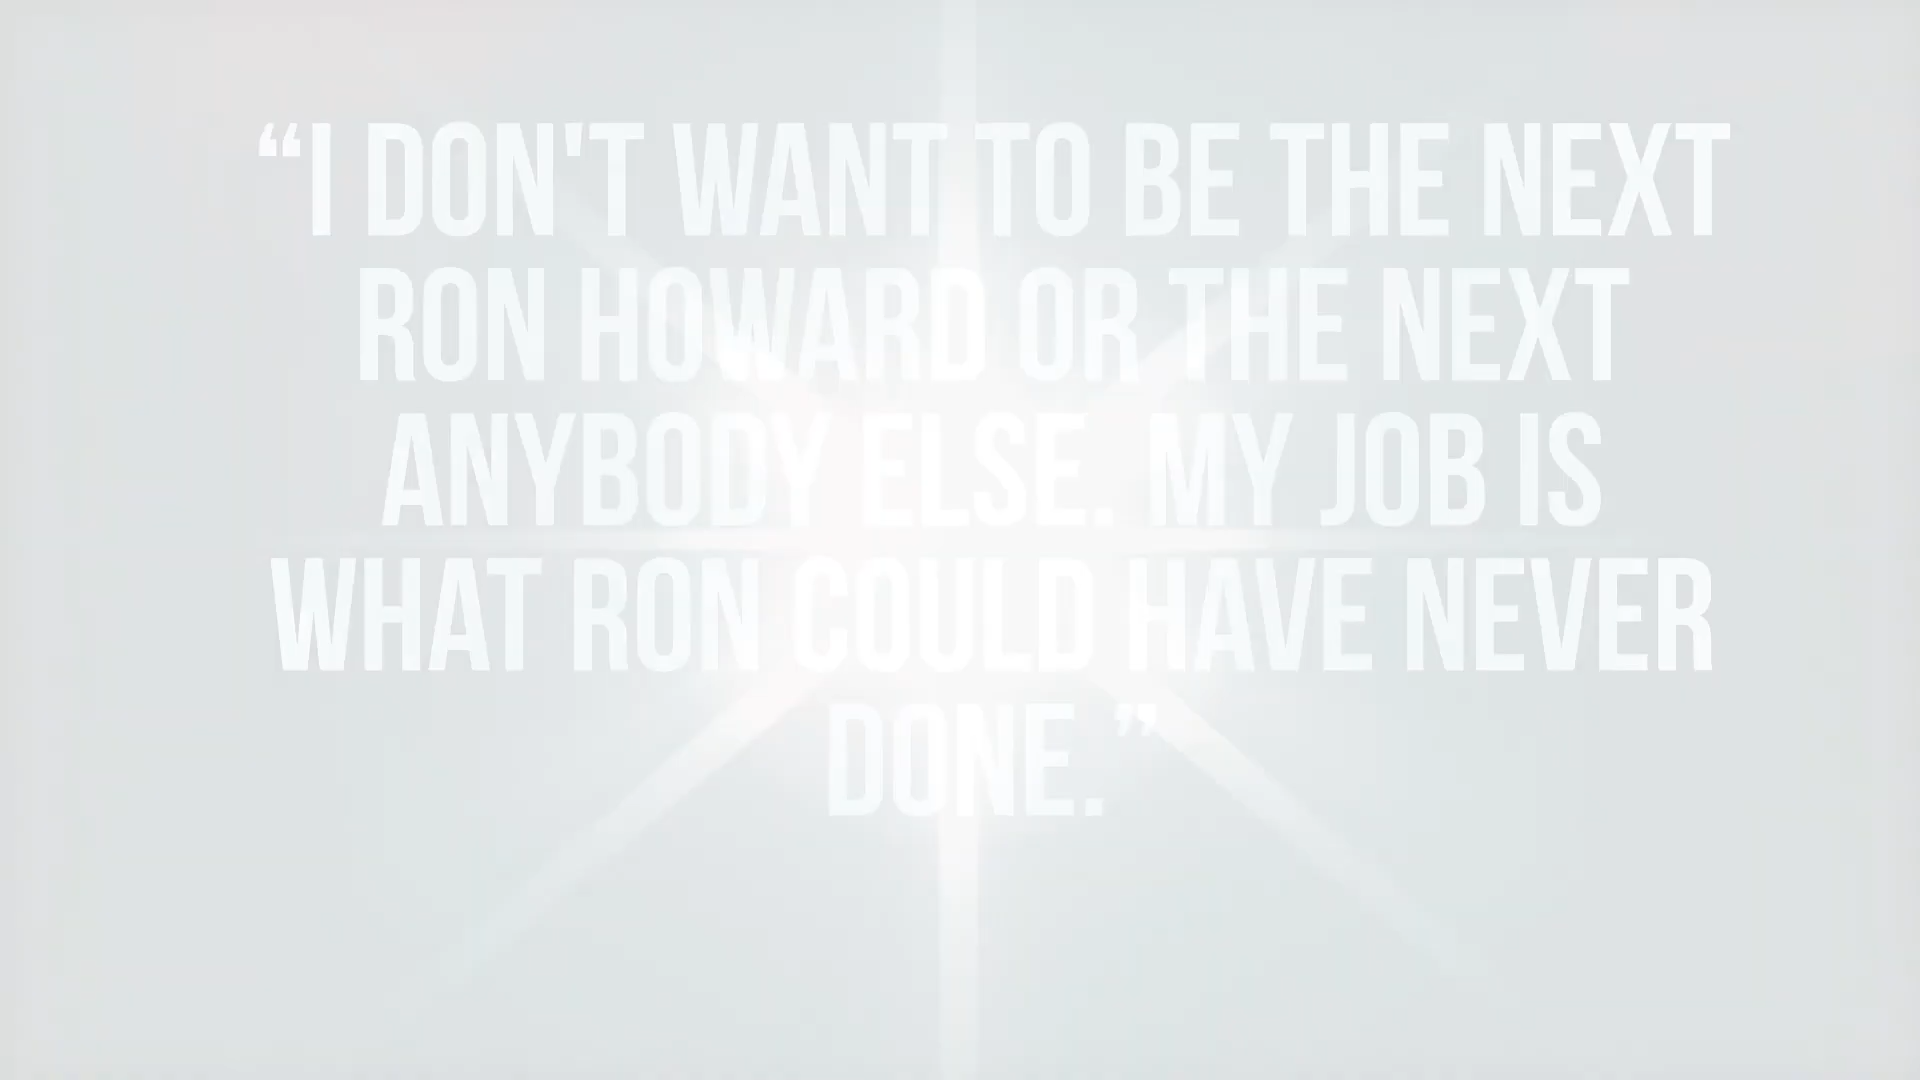 “I DON'T WANT TO BE THE NEXT
RON HOWARD OR THE NEXT
ANYBODY ELSE. MY JOB IS
WHAT RON COULD HAVE NEVER
DONE.”